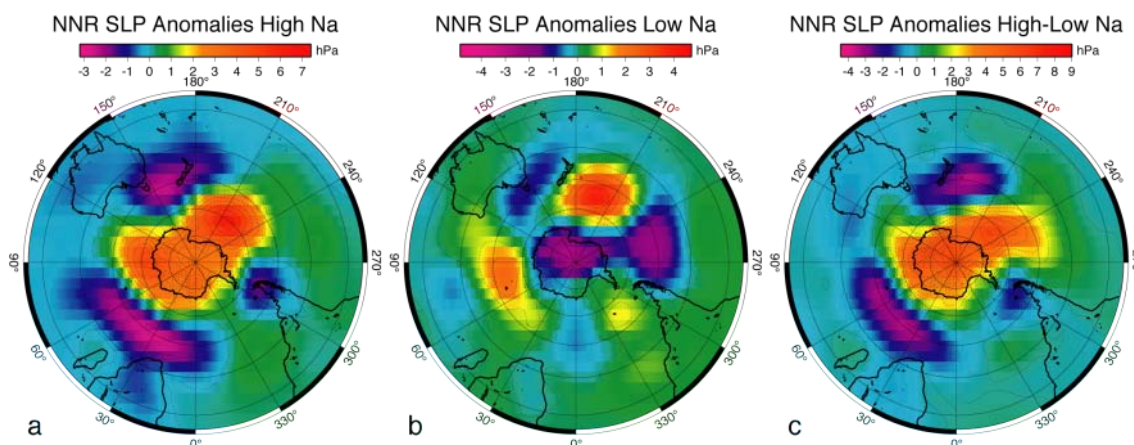 NNR SLP Anomalies High Na
hPa
-3 -2 -1 0 1 2 3 4 5 6 7
180°
150° 210°
120° 240°
90° 270°
60° 300°
30° 330°
0°
a
NNR SLP Anomalies Low Na
hPa
-4 -3 -2 -1 0 1 2 3 4
180°
150° 210°
120° 240°
90° 270°
60° 300°
30° 330°
0°
b
NNR SLP Anomalies High-Low Na
hPa
-4 -3 -2 -1 0 1 2 3 4 5 6 7 8 9
180°
150° 210°
120° 240°
90° 270°
60° 300°
30° 330°
0°
c